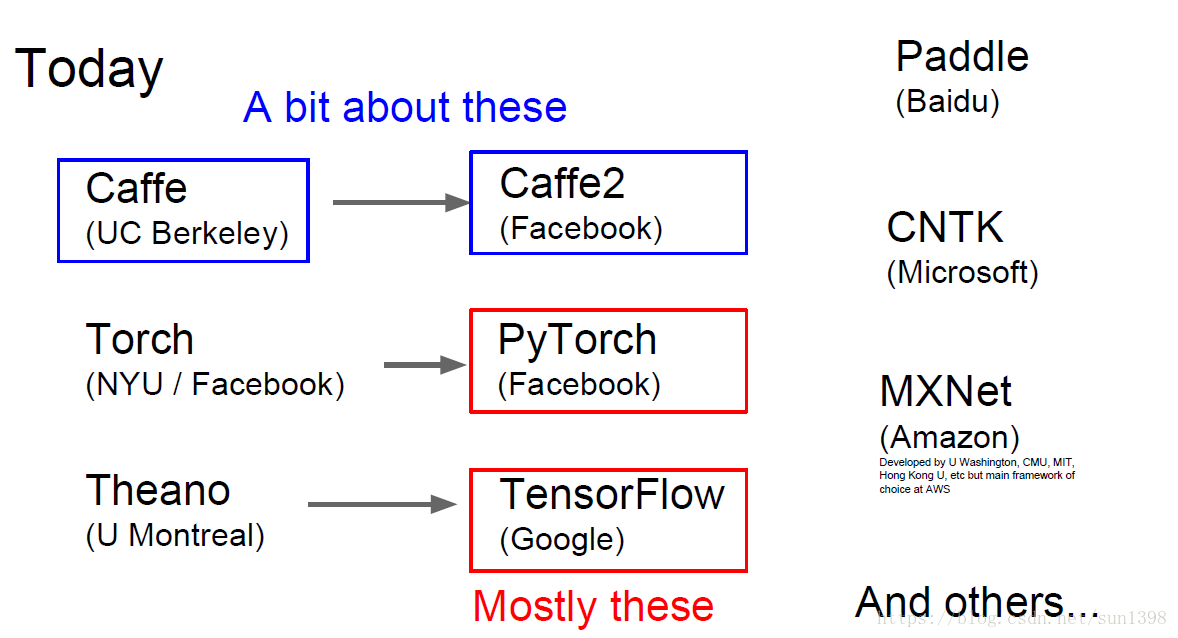 Today
A bit about these
Caffe
(UC Berkeley)
Caffe2
(Facebook)
Torch
(NYU / Facebook)
PyTorch
(Facebook)
Theano
(U Montreal)
TensorFlow
(Google)
Mostly these
Paddle
(Baidu)
CNTK
(Microsoft)
MXNet
(Amazon)
Developed by U Washington, CMU, MIT,
Hong Kong U, etc but main framework of
choice at AWS
And others...
https://blog.csdn.net/sun1398